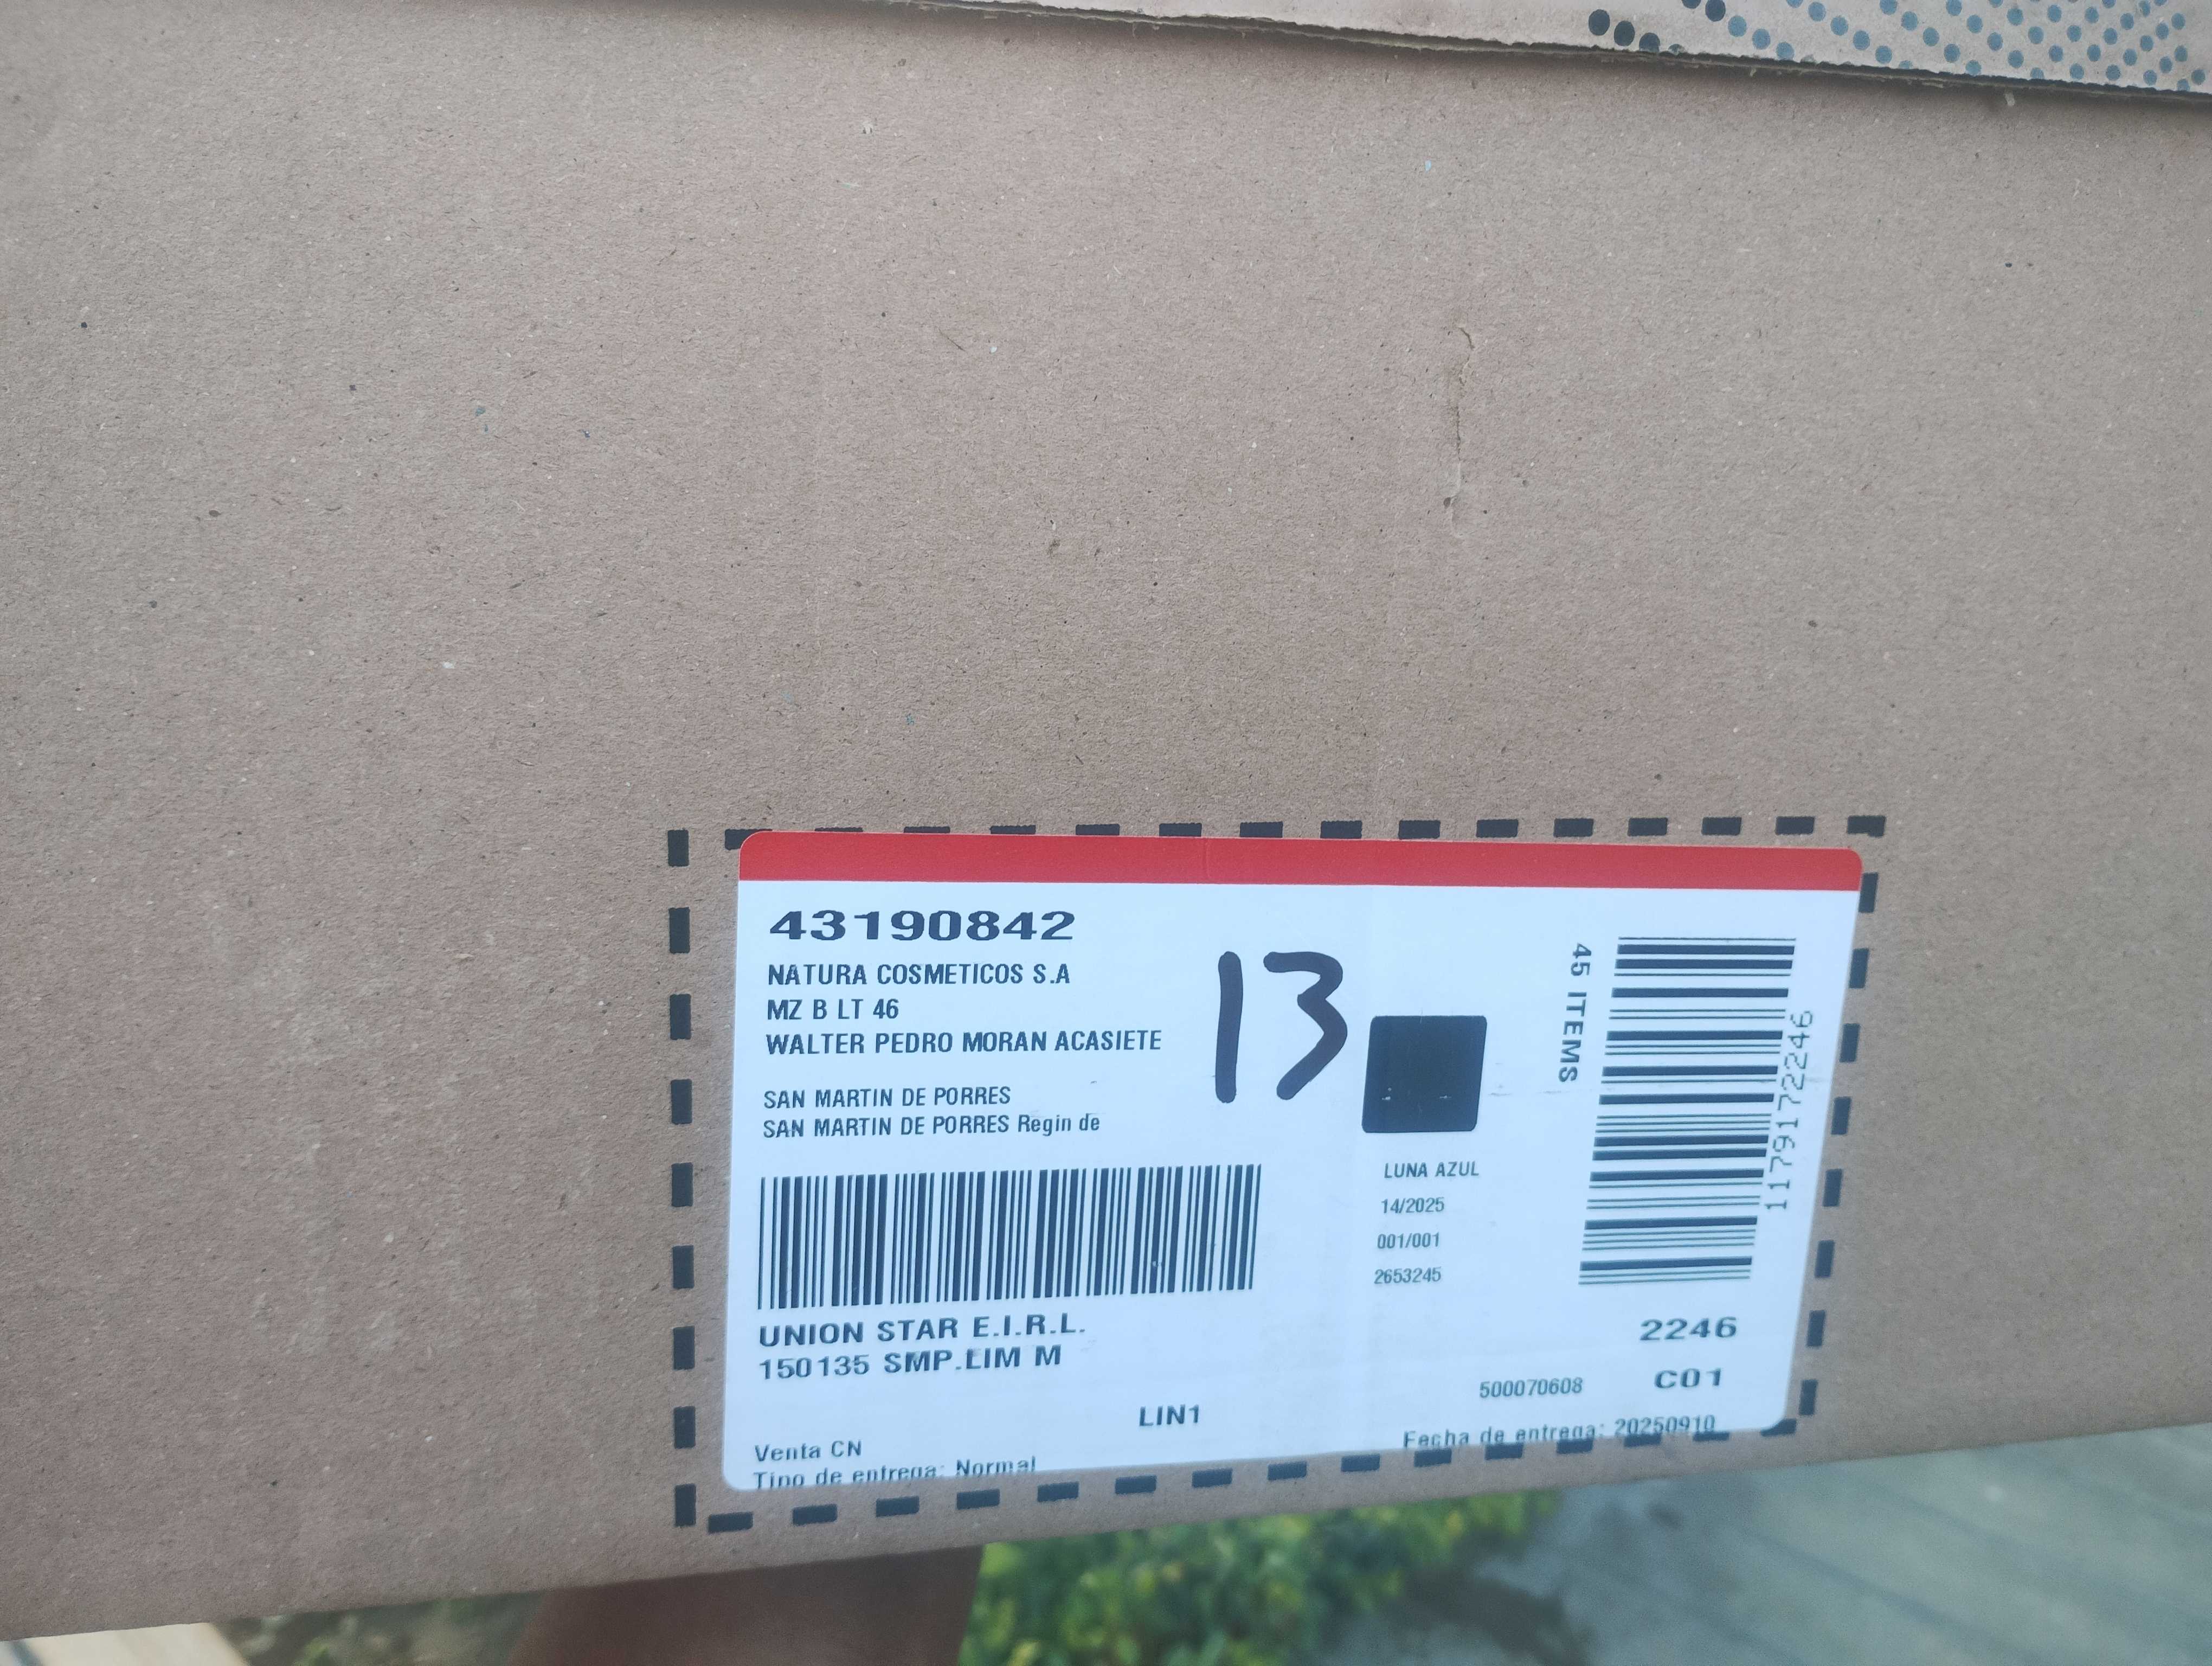 43190842
NATURA COSMETICOS S.A
MZ B LT 46
WALTER PEDRO MORAN ACASIETE
SAN MARTIN DE PORRES
SAN MARTIN DE PORRES Regin de
13
45 ITEMS
1179172246
LUNA AZUL
14/2025
001/001
2653245
UNION STAR E.I.R.L.
150135 SMP.LIM M
2246
500070608 C01
LIN1
Venta CN
Fecha de entrega: 20250910
Tipo de entrega: Normal